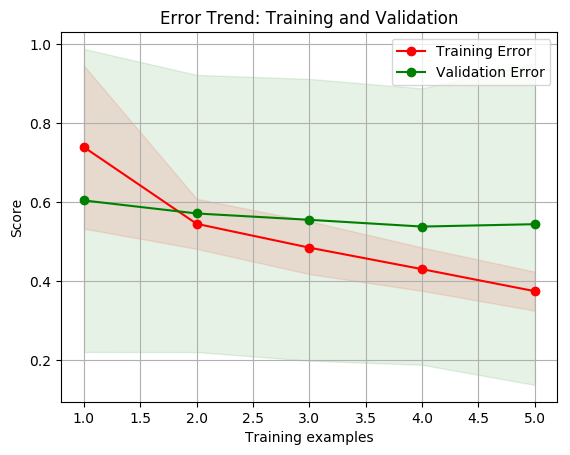 Error Trend: Training and Validation
Training Error
Validation Error
1.0
0.8
0.6
0.4
0.2
Score
1.0 1.5 2.0 2.5 3.0 3.5 4.0 4.5 5.0
Training examples